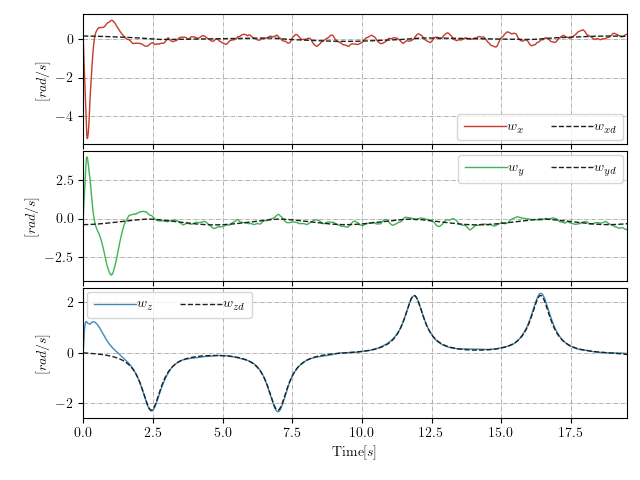 0
−2
−4
[rad/s]
w_x w_xd
2.5
0.0
−2.5
[rad/s]
w_y w_yd
2
0
−2
[rad/s]
w_z w_zd
0.0 2.5 5.0 7.5 10.0 12.5 15.0 17.5
Time[s]